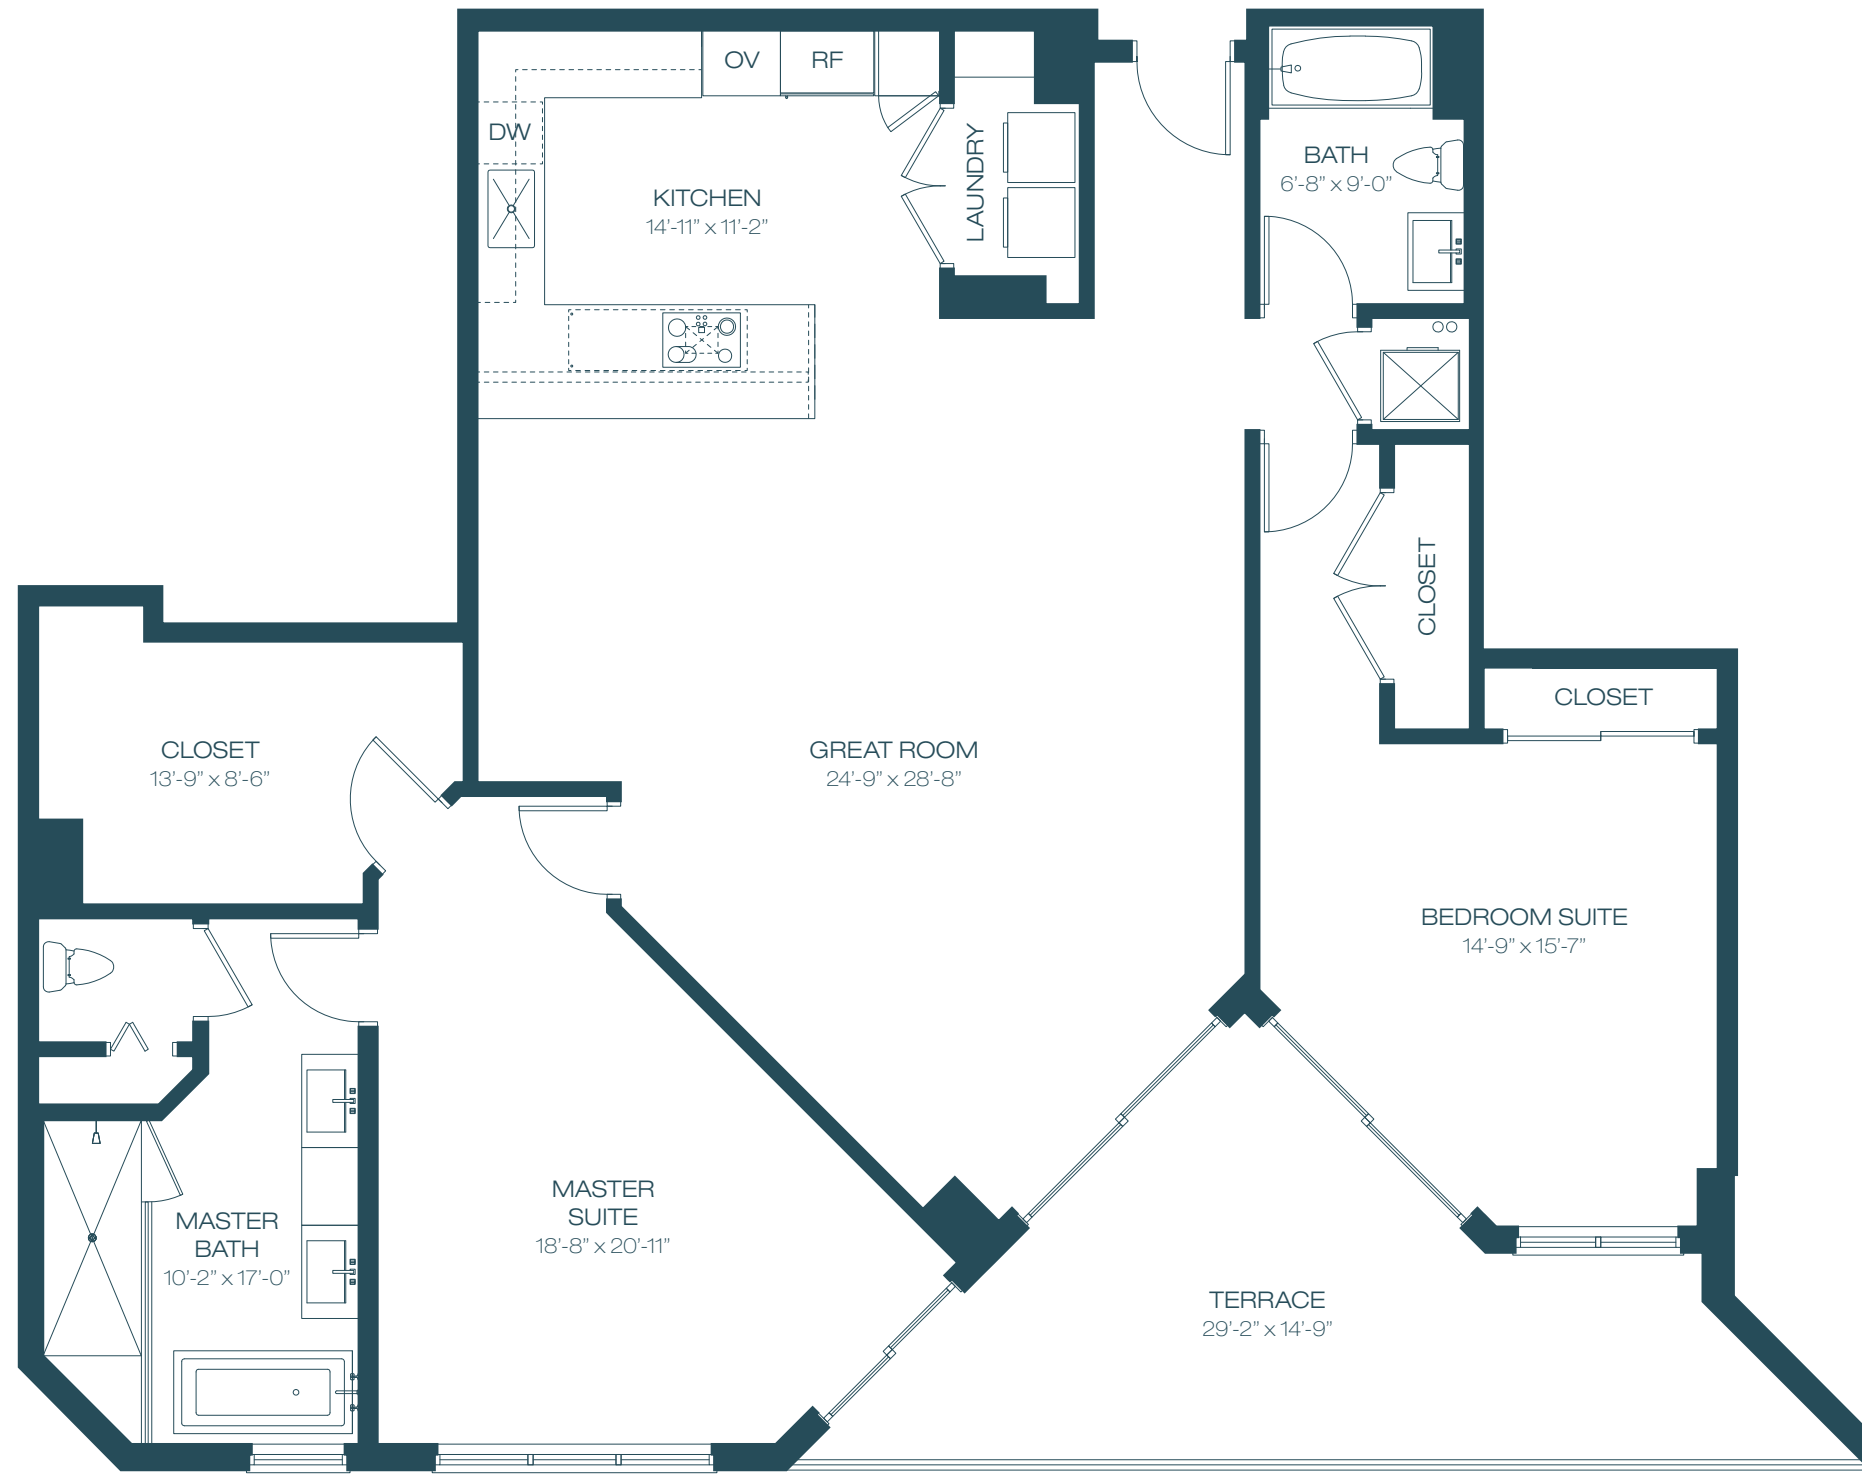 OV
RF
DW
KITCHEN
14'-11" x 11'-2"
LAUNDRY
BATH
6'-8" x 9'-0"
CLOSET
CLOSET
CLOSET
13'-9" x 8'-6"
GREAT ROOM
24'-9" x 28'-8"
BEDROOM SUITE
14'-9" x 15'-7"
MASTER
SUITE
18'-8" x 20'-11"
MASTER
BATH
10'-2" x 17'-0"
TERRACE
29'-2" x 14'-9"